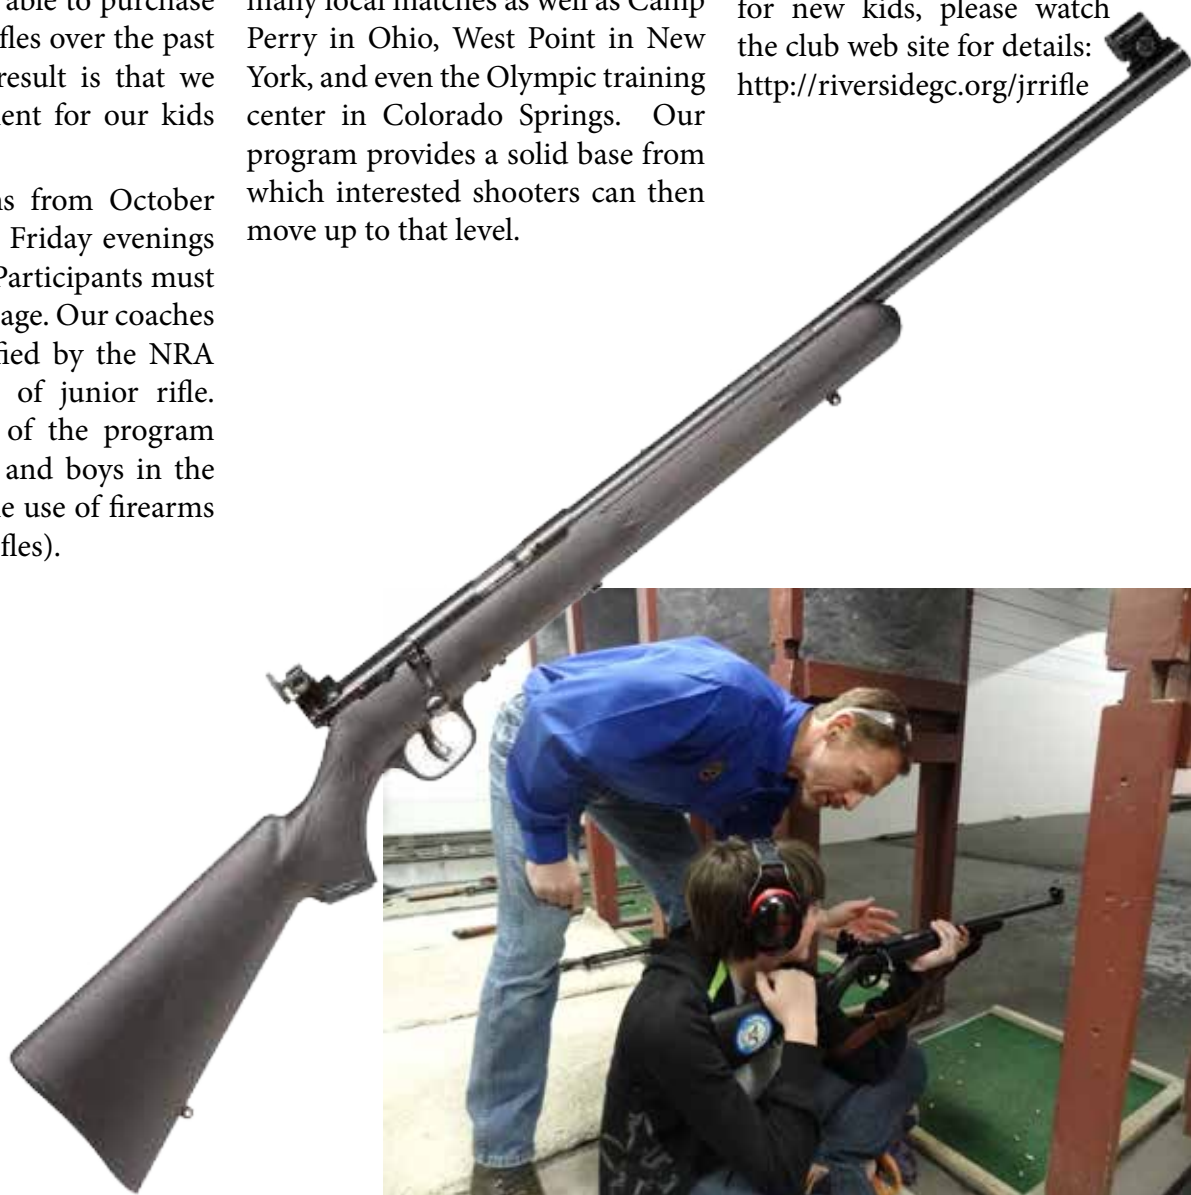 able to purchase
fles over the past
result is that we
ent for our kids
ns from October
Friday evenings
Participants must
age. Our coaches
fied by the NRA
of junior rifle.
of the program
and boys in the
e use of firearms
fles).
many local matches as well as Camp
Perry in Ohio, West Point in New
York, and even the Olympic training
center in Colorado Springs. Our
program provides a solid base from
which interested shooters can then
move up to that level.
for new kids, please watch
the club web site for details:
http://riversidegc.org/jrrifle